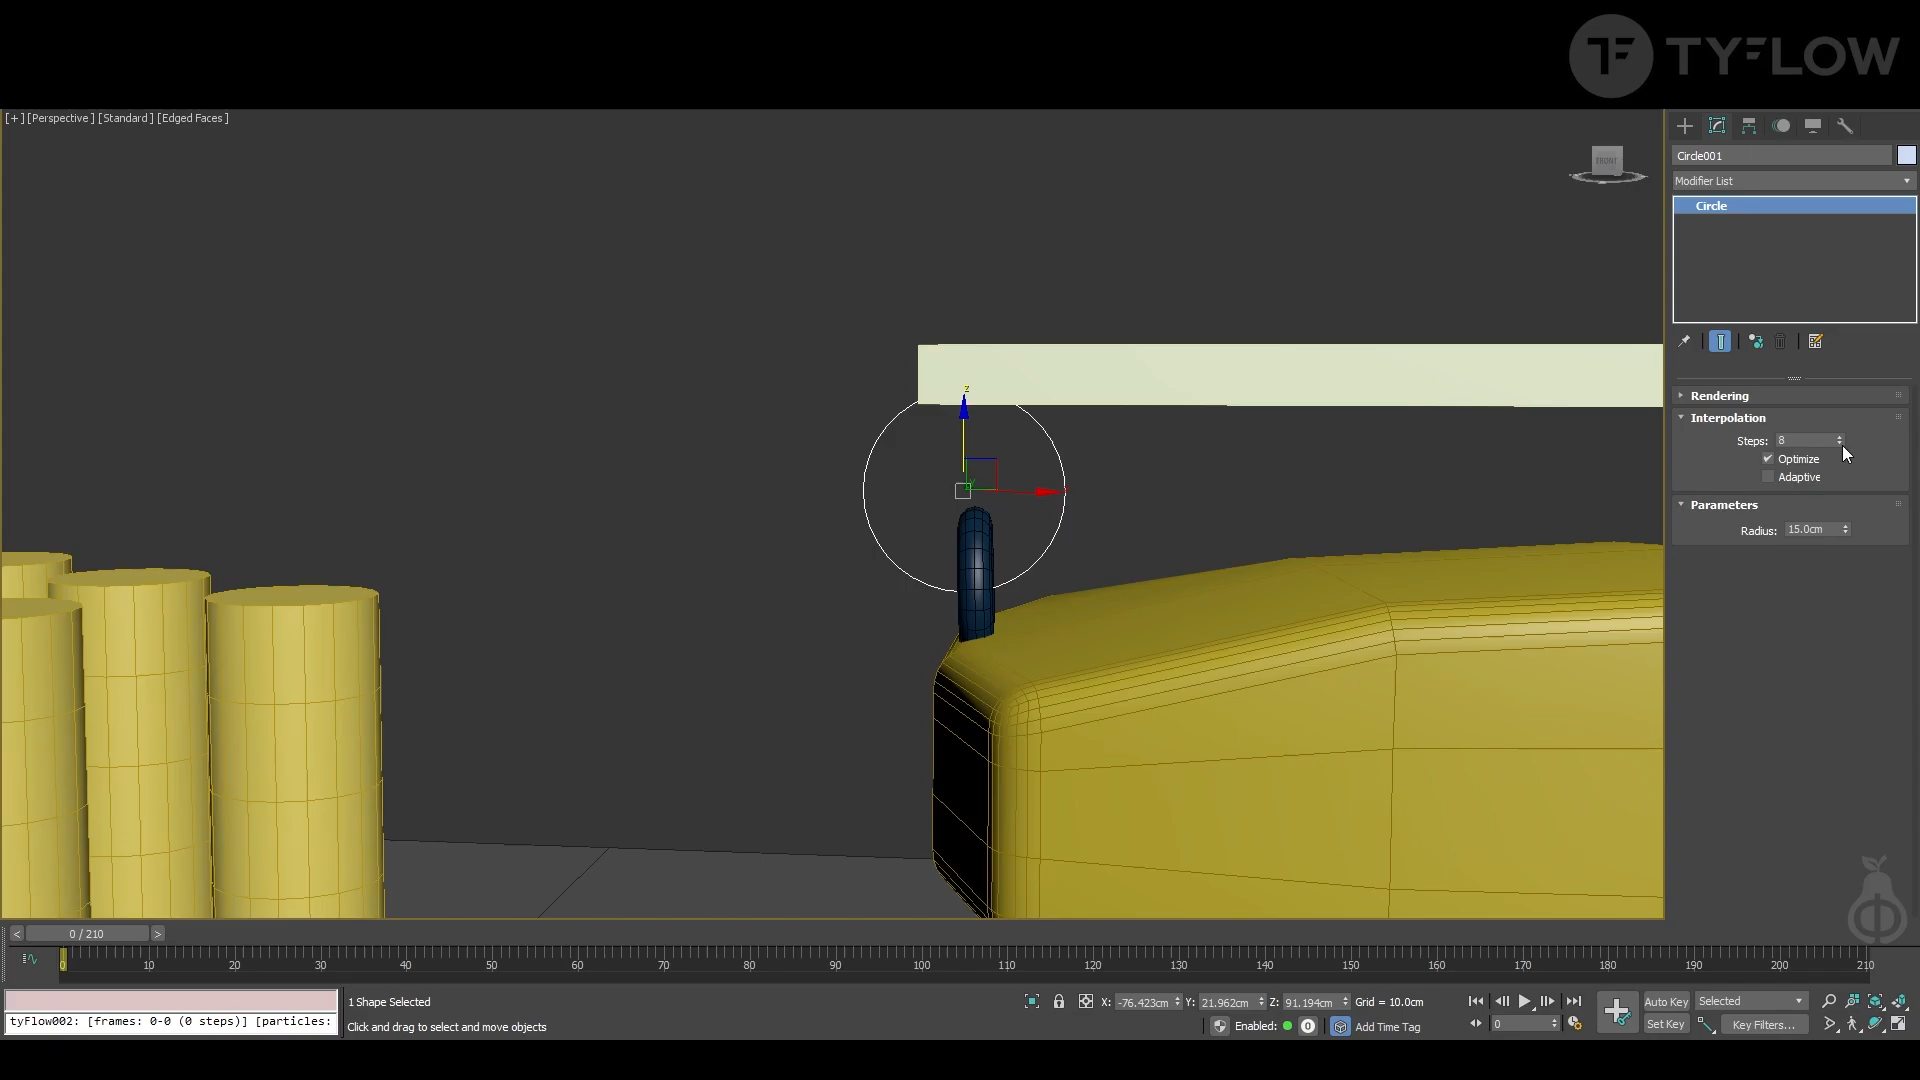 TYFLOW
[+] [Perspective] [Standard] [Edged Faces]
FRONT
Circle001
Modifier List
Circle
Rendering
Interpolation
Steps: 8
Optimize
Adaptive
Parameters
Radius: 15.0cm
z
< 0 / 210 >
0 10 20 30 40 50 60 70 80 90 100 110 120 130 140 150 160 170 180 190 200 210
1 Shape Selected
X: -76.423cm Y: 21.962cm Z: 91.194cm Grid = 10.0cm
Auto Key Selected
tyFlow002: [frames: 0-0 (0 steps)] [particles:
Click and drag to select and move objects
Enabled: 0 Add Time Tag
0
Set Key Key Filters...